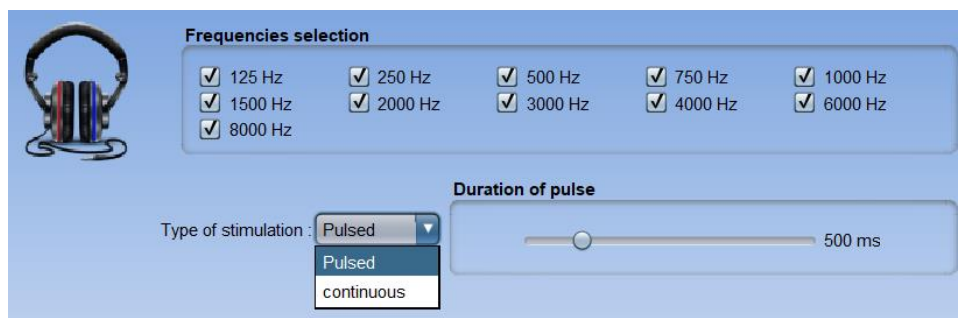 Frequencies selection
125 Hz 250 Hz 500 Hz 750 Hz 1000 Hz
1500 Hz 2000 Hz 3000 Hz 4000 Hz 6000 Hz
8000 Hz
Duration of pulse
Type of stimulation : Pulsed 500 ms
Pulsed
continuous